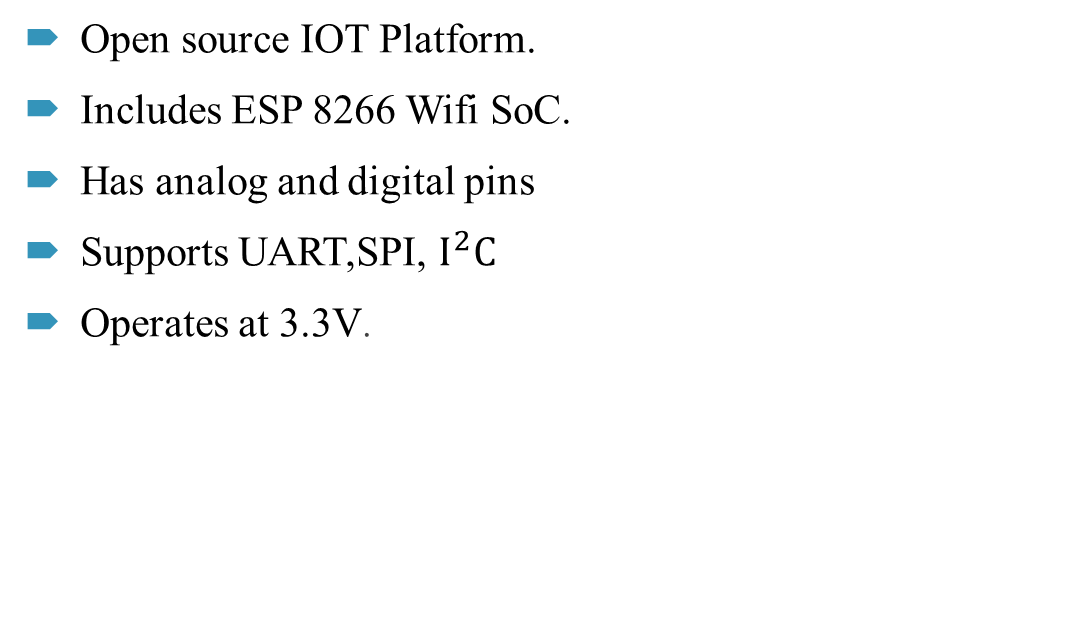 Open source IOT Platform.
Includes ESP 8266 Wifi SoC.
Has analog and digital pins
Supports UART,SPI, I²C
Operates at 3.3V.